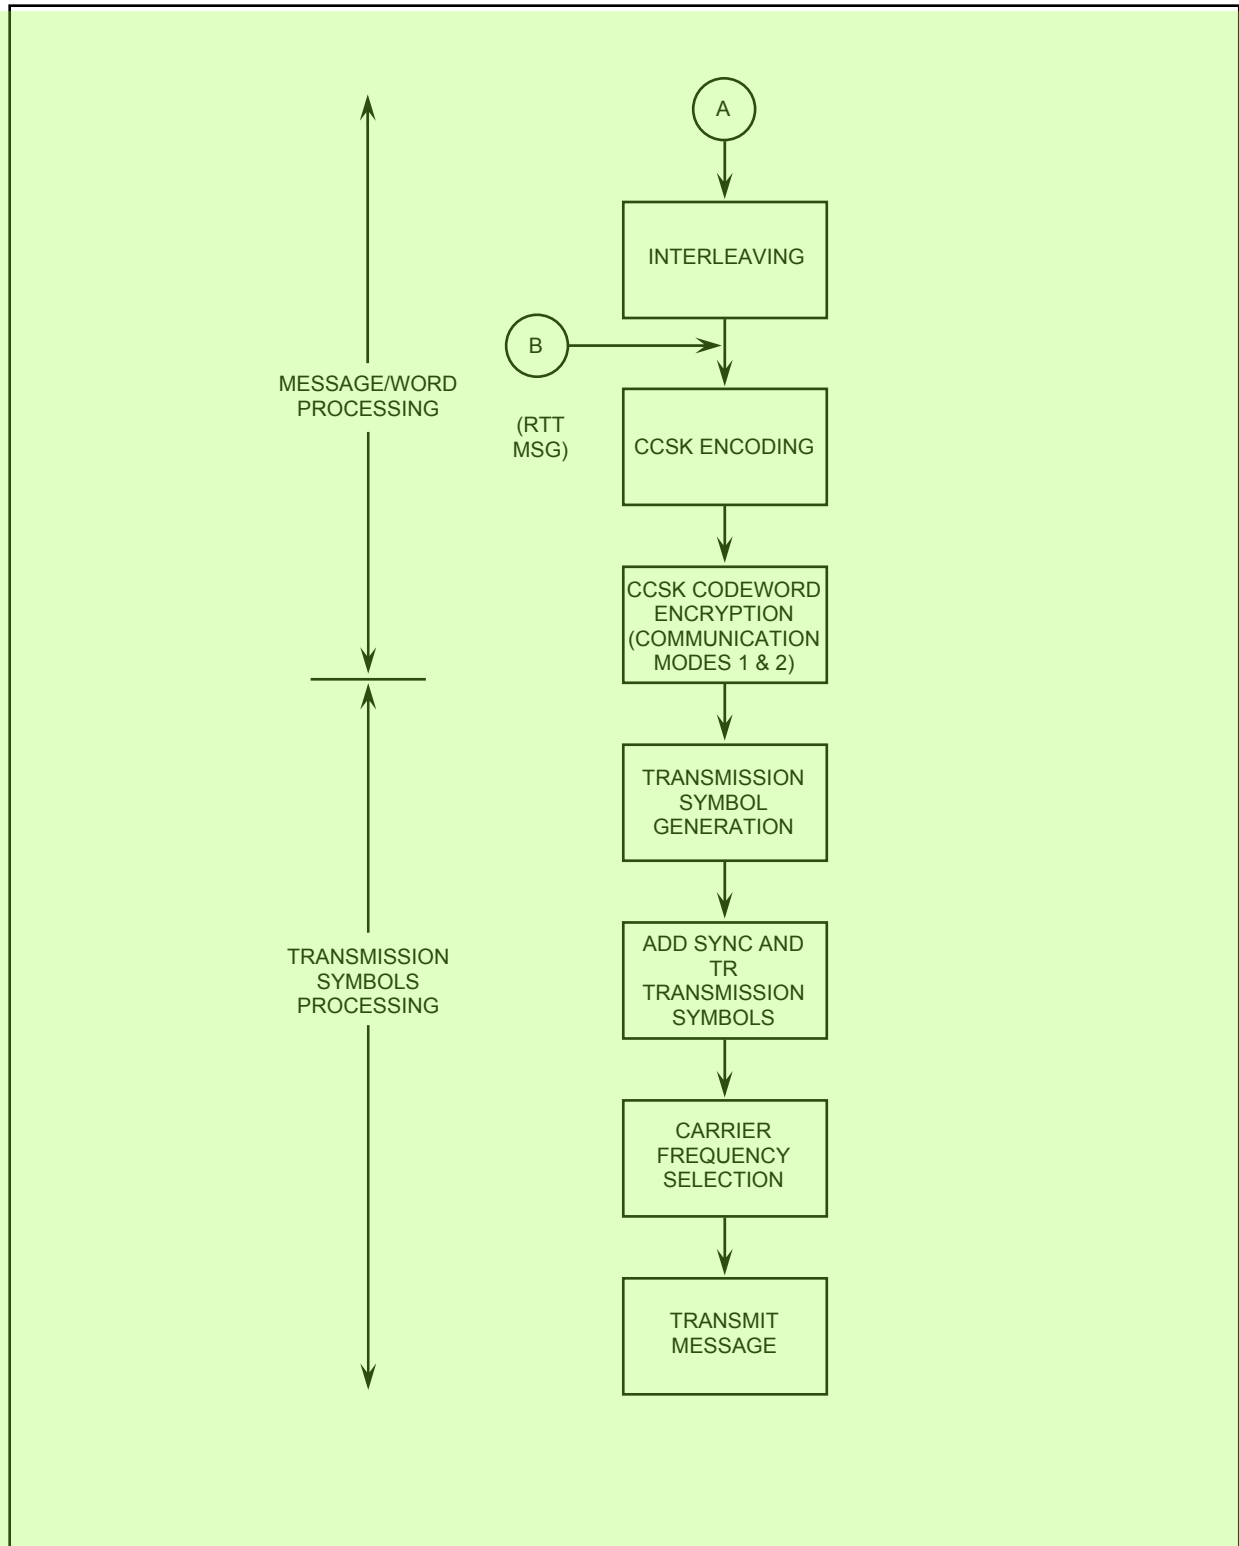 A
INTERLEAVING
B
(RTT
MSG)
MESSAGE/WORD
PROCESSING
CCSK ENCODING
CCSK CODEWORD
ENCRYPTION
(COMMUNICATION
MODES 1 & 2)
TRANSMISSION
SYMBOL
GENERATION
TRANSMISSION
SYMBOLS
PROCESSING
ADD SYNC AND
TR
TRANSMISSION
SYMBOLS
CARRIER
FREQUENCY
SELECTION
TRANSMIT
MESSAGE